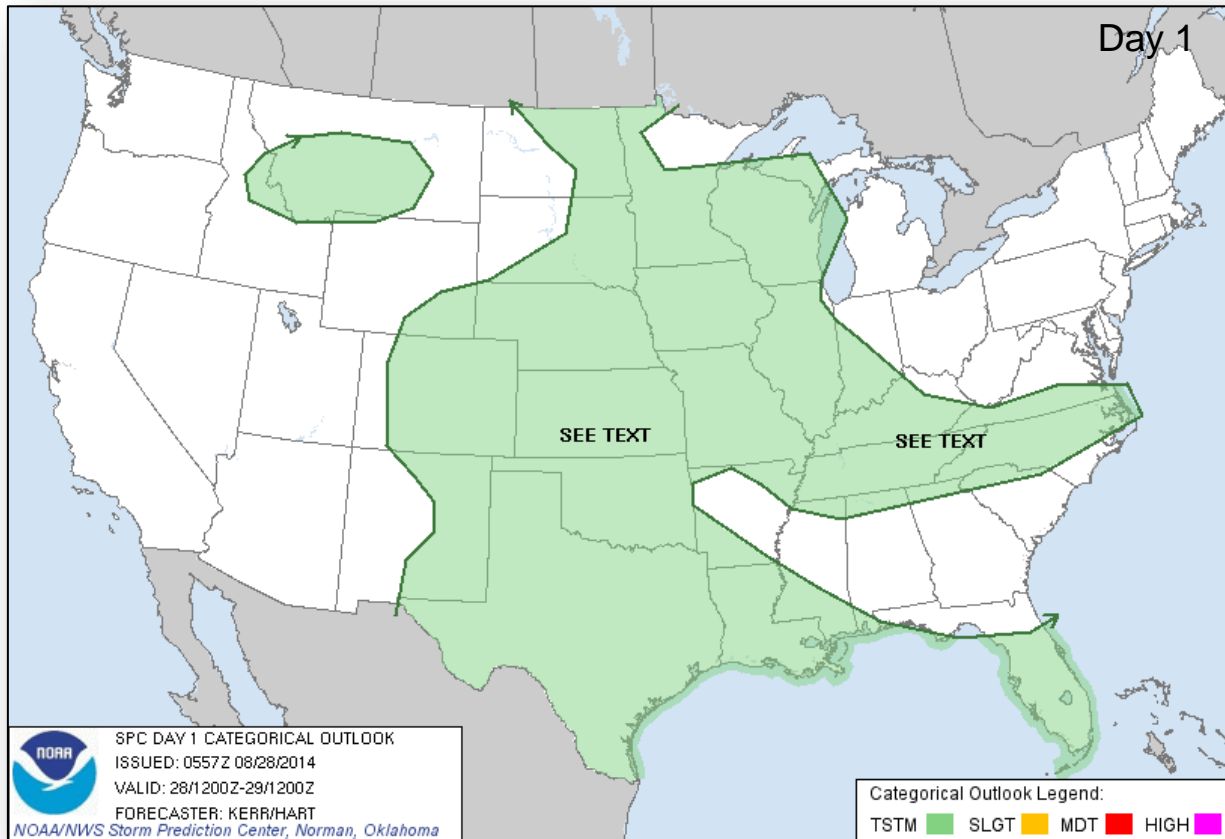 Day 1
SEE TEXT
SEE TEXT
NOAA
SPC DAY 1 CATEGORICAL OUTLOOK
ISSUED: 0557Z 08/28/2014
VALID: 28/1200Z-29/1200Z
FORECASTER: KERR/HART
NOAA/NWS Storm Prediction Center, Norman, Oklahoma
Categorical Outlook Legend:
TSTM SLGT MDT HIGH